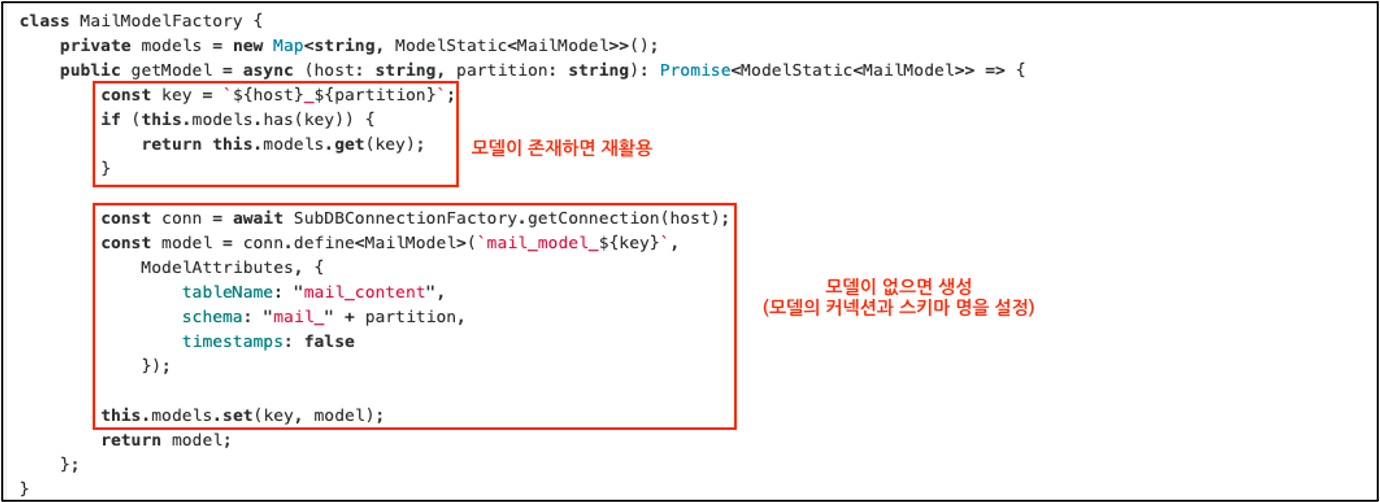 class MailModelFactory {
    private models = new Map<string, ModelStatic<MailModel>>();
    public getModel = async (host: string, partition: string): Promise<ModelStatic<MailModel>> => {
        const key = `${host}_${partition}`;
        if (this.models.has(key)) {
            return this.models.get(key);
        }
모델이 존재하면 재활용
        const conn = await SubDBConnectionFactory.getConnection(host);
        const model = conn.define<MailModel>(`mail_model_${key}`,
            ModelAttributes, {
                tableName: "mail_content",
                schema: "mail_" + partition,
                timestamps: false
            });
모델이 없으면 생성
(모델의 커넥션과 스키마 명을 설정)
        this.models.set(key, model);
        return model;
    };
}